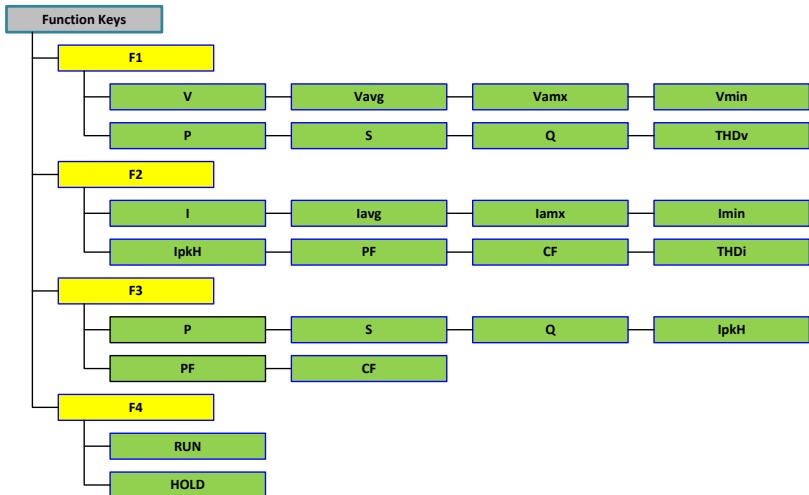 Function Keys
F1
V Vavg Vamx Vmin
P S Q THDv
F2
I Iavg Iamx Imin
IpkH PF CF THDi
F3
P S Q IpkH
PF CF
F4
RUN
HOLD